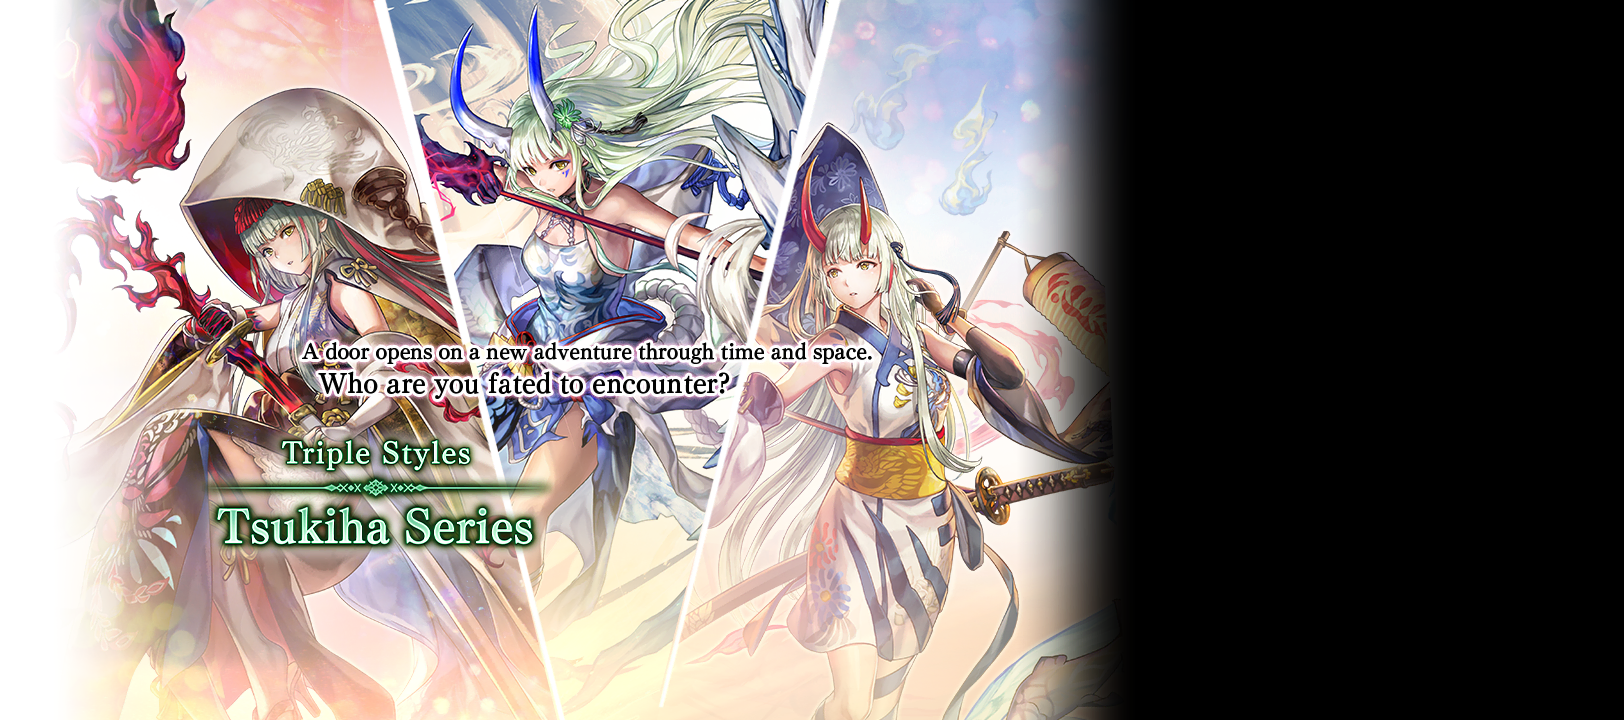 A door opens on a new adventure through time and space.
Who are you fated to encounter?
Triple Styles
Tsukiha Series